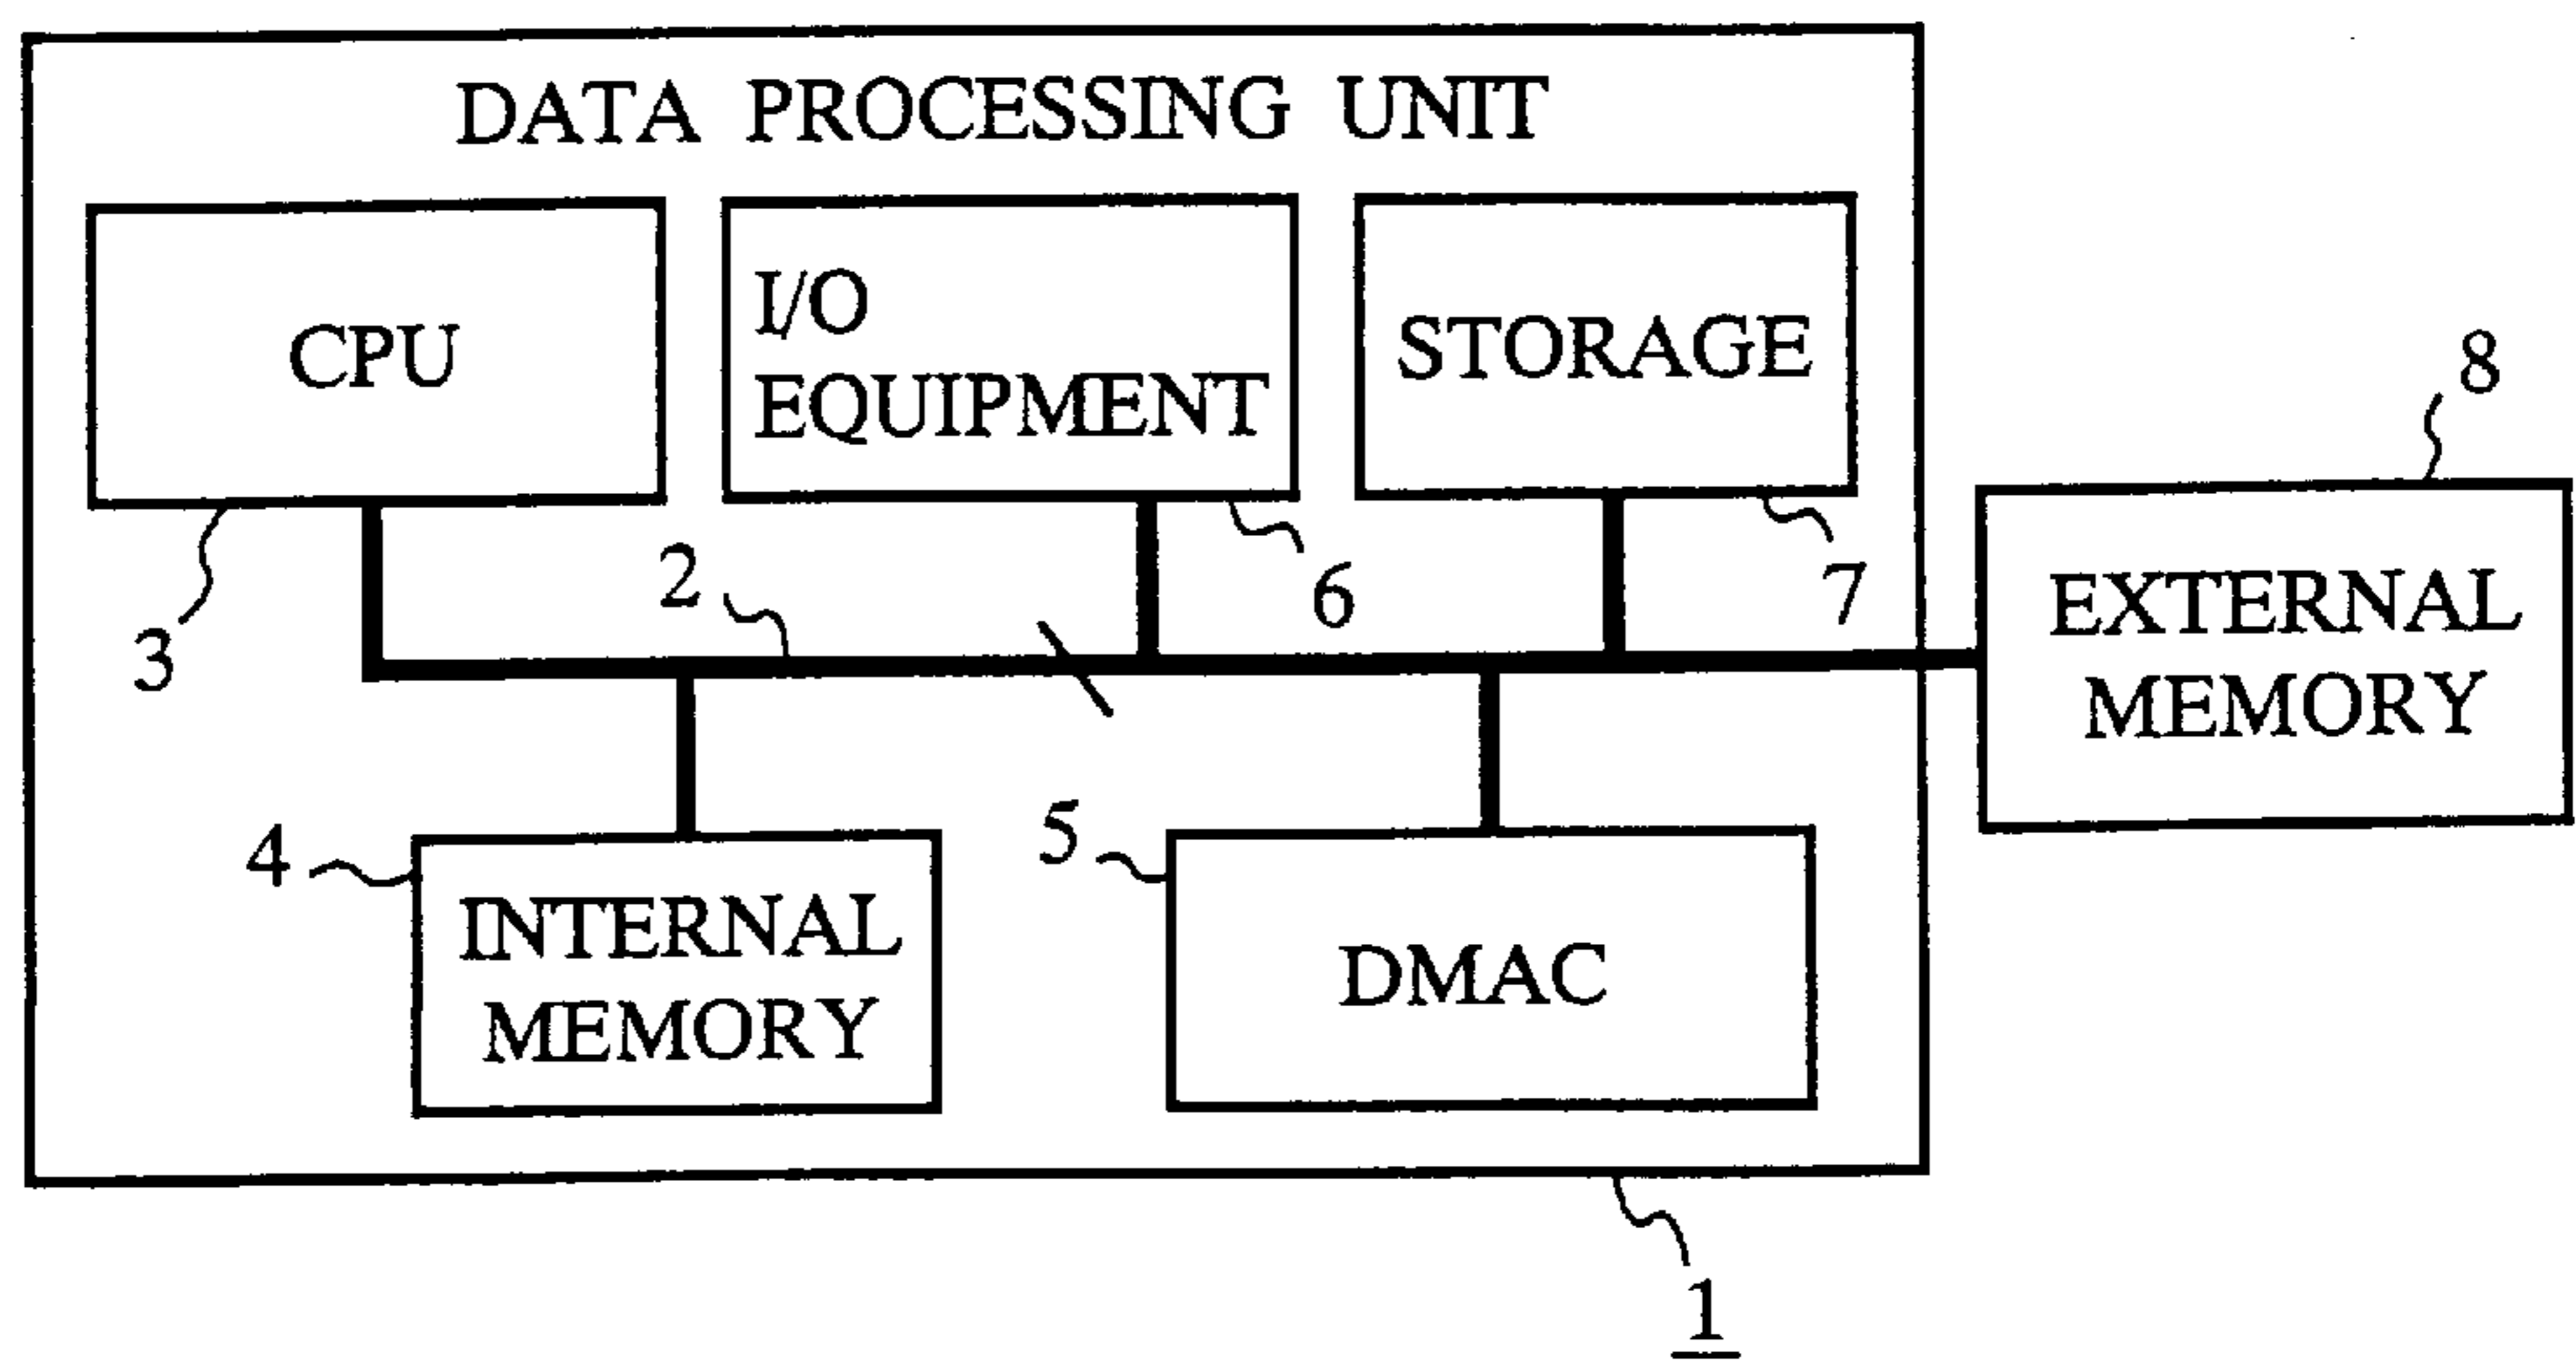 DATA PROCESSING UNIT
CPU
I/O
EQUIPMENT
STORAGE
8
3
2
6
7
EXTERNAL
MEMORY
4
INTERNAL
MEMORY
5
DMAC
1